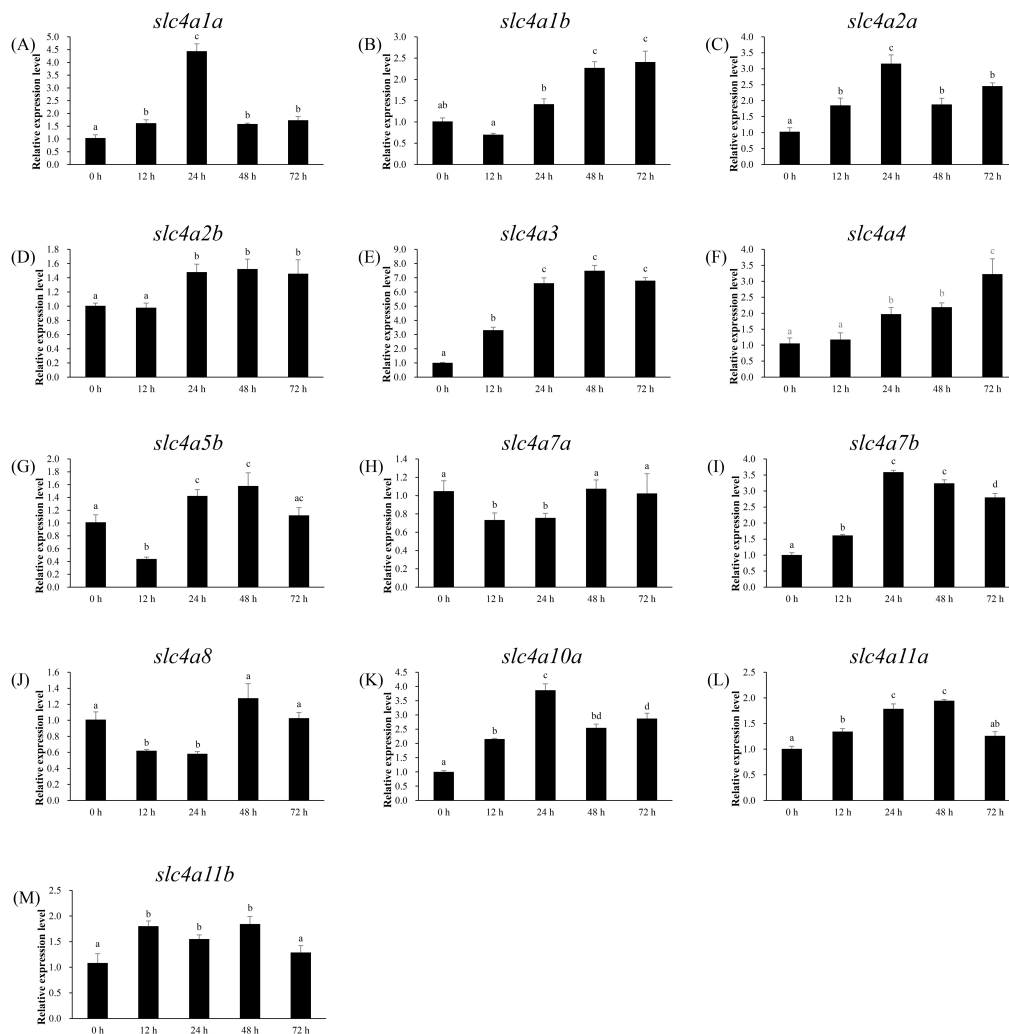 slc4a1a
(A)
Relative expression level
5.0
4.5
4.0
3.5
3.0
2.5
2.0
1.5
1.0
0.5
0.0
a
b
c
b
b
0 h 12 h 24 h 48 h 72 h
slc4a1b
(B)
Relative expression level
3.0
2.5
2.0
1.5
1.0
0.5
0.0
ab
a
b
c
c
0 h 12 h 24 h 48 h 72 h
slc4a2a
(C)
Relative expression level
4.0
3.5
3.0
2.5
2.0
1.5
1.0
0.5
0.0
a
b
c
b
b
0 h 12 h 24 h 48 h 72 h
slc4a2b
(D)
Relative expression level
1.8
1.6
1.4
1.2
1.0
0.8
0.6
0.4
0.2
0.0
a
a
b
b
b
0 h 12 h 24 h 48 h 72 h
slc4a3
(E)
Relative expression level
9.0
8.0
7.0
6.0
5.0
4.0
3.0
2.0
1.0
0.0
a
b
c
c
c
0 h 12 h 24 h 48 h 72 h
slc4a4
(F)
Relative expression level
4.0
3.5
3.0
2.5
2.0
1.5
1.0
0.5
0.0
a
a
b
b
c
0 h 12 h 24 h 48 h 72 h
slc4a5b
(G)
Relative expression level
2.0
1.8
1.6
1.4
1.2
1.0
0.8
0.6
0.4
0.2
0.0
a
b
c
c
ac
0 h 12 h 24 h 48 h 72 h
slc4a7a
(H)
Relative expression level
1.4
1.2
1.0
0.8
0.6
0.4
0.2
0.0
a
b
b
a
a
0 h 12 h 24 h 48 h 72 h
slc4a7b
(I)
Relative expression level
4.0
3.5
3.0
2.5
2.0
1.5
1.0
0.5
0.0
a
b
c
c
d
0 h 12 h 24 h 48 h 72 h
slc4a8
(J)
Relative expression level
1.6
1.4
1.2
1.0
0.8
0.6
0.4
0.2
0.0
a
b
b
a
a
0 h 12 h 24 h 48 h 72 h
slc4a10a
(K)
Relative expression level
4.5
4.0
3.5
3.0
2.5
2.0
1.5
1.0
0.5
0.0
a
b
c
bd
d
0 h 12 h 24 h 48 h 72 h
slc4a11a
(L)
Relative expression level
2.5
2.0
1.5
1.0
0.5
0.0
a
b
c
c
ab
0 h 12 h 24 h 48 h 72 h
slc4a11b
(M)
Relative expression level
2.5
2.0
1.5
1.0
0.5
0.0
a
b
b
b
a
0 h 12 h 24 h 48 h 72 h